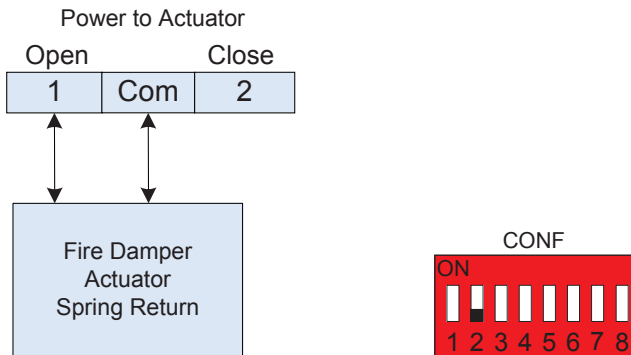 Power to Actuator
Open Close
1 Com 2
Fire Damper
Actuator
Spring Return
CONF
ON
1 2 3 4 5 6 7 8